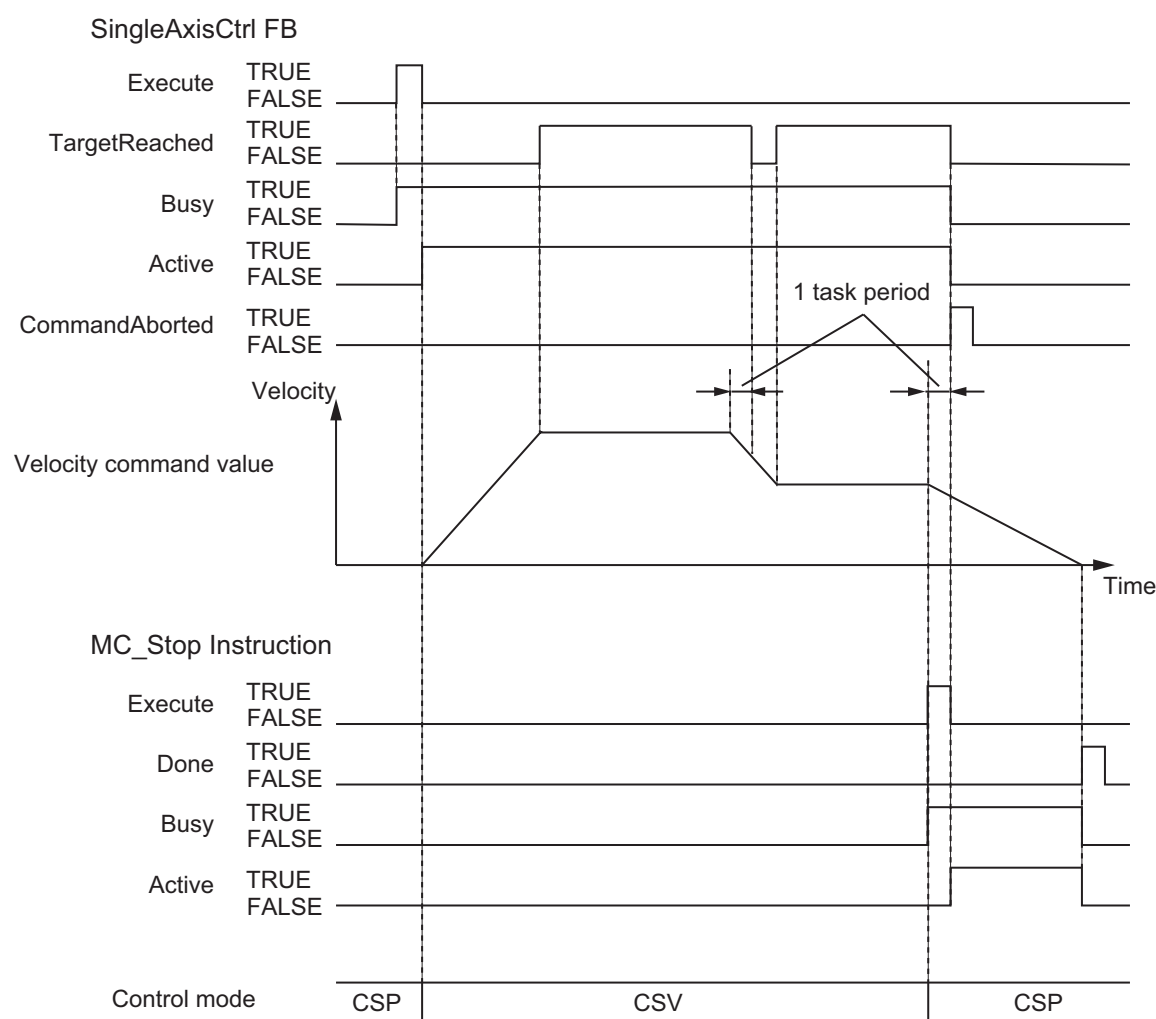 SingleAxisCtrl FB
Execute
TRUE
FALSE
TargetReached
TRUE
FALSE
Busy
TRUE
FALSE
Active
TRUE
FALSE
1 task period
CommandAborted
TRUE
FALSE
Velocity
Velocity command value
Time
MC_Stop Instruction
Execute
TRUE
FALSE
Done
TRUE
FALSE
Busy
TRUE
FALSE
Active
TRUE
FALSE
Control mode
CSP
CSV
CSP